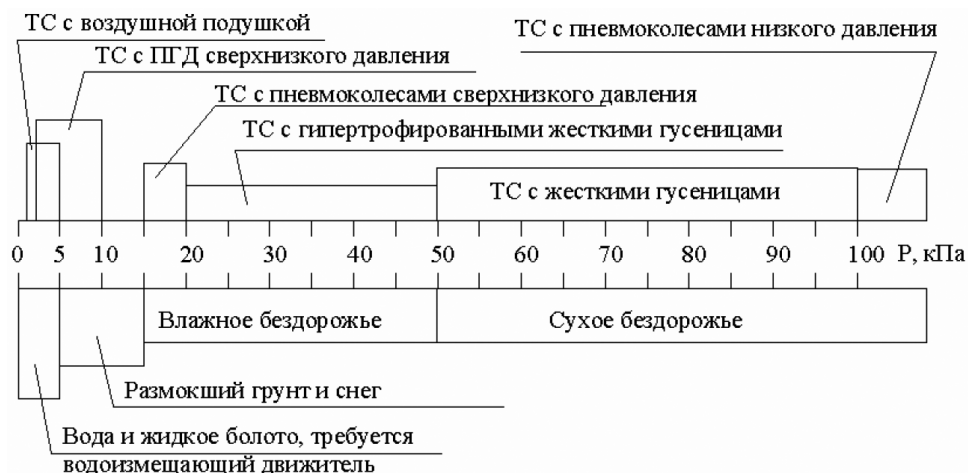 ТС с воздушной подушкой
ТС с пневмоколесами низкого давления
ТС с ПГД сверхнизкого давления
ТС с пневмоколесами сверхнизкого давления
ТС с гипертрофированными жесткими гусеницами
ТС с жесткими гусеницами
0 5 10 20 30 40 50 60 70 80 90 100 Р, кПа
Влажное бездорожье
Сухое бездорожье
Размокший грунт и снег
Вода и жидкое болото, требуется
водоизмещающий движитель